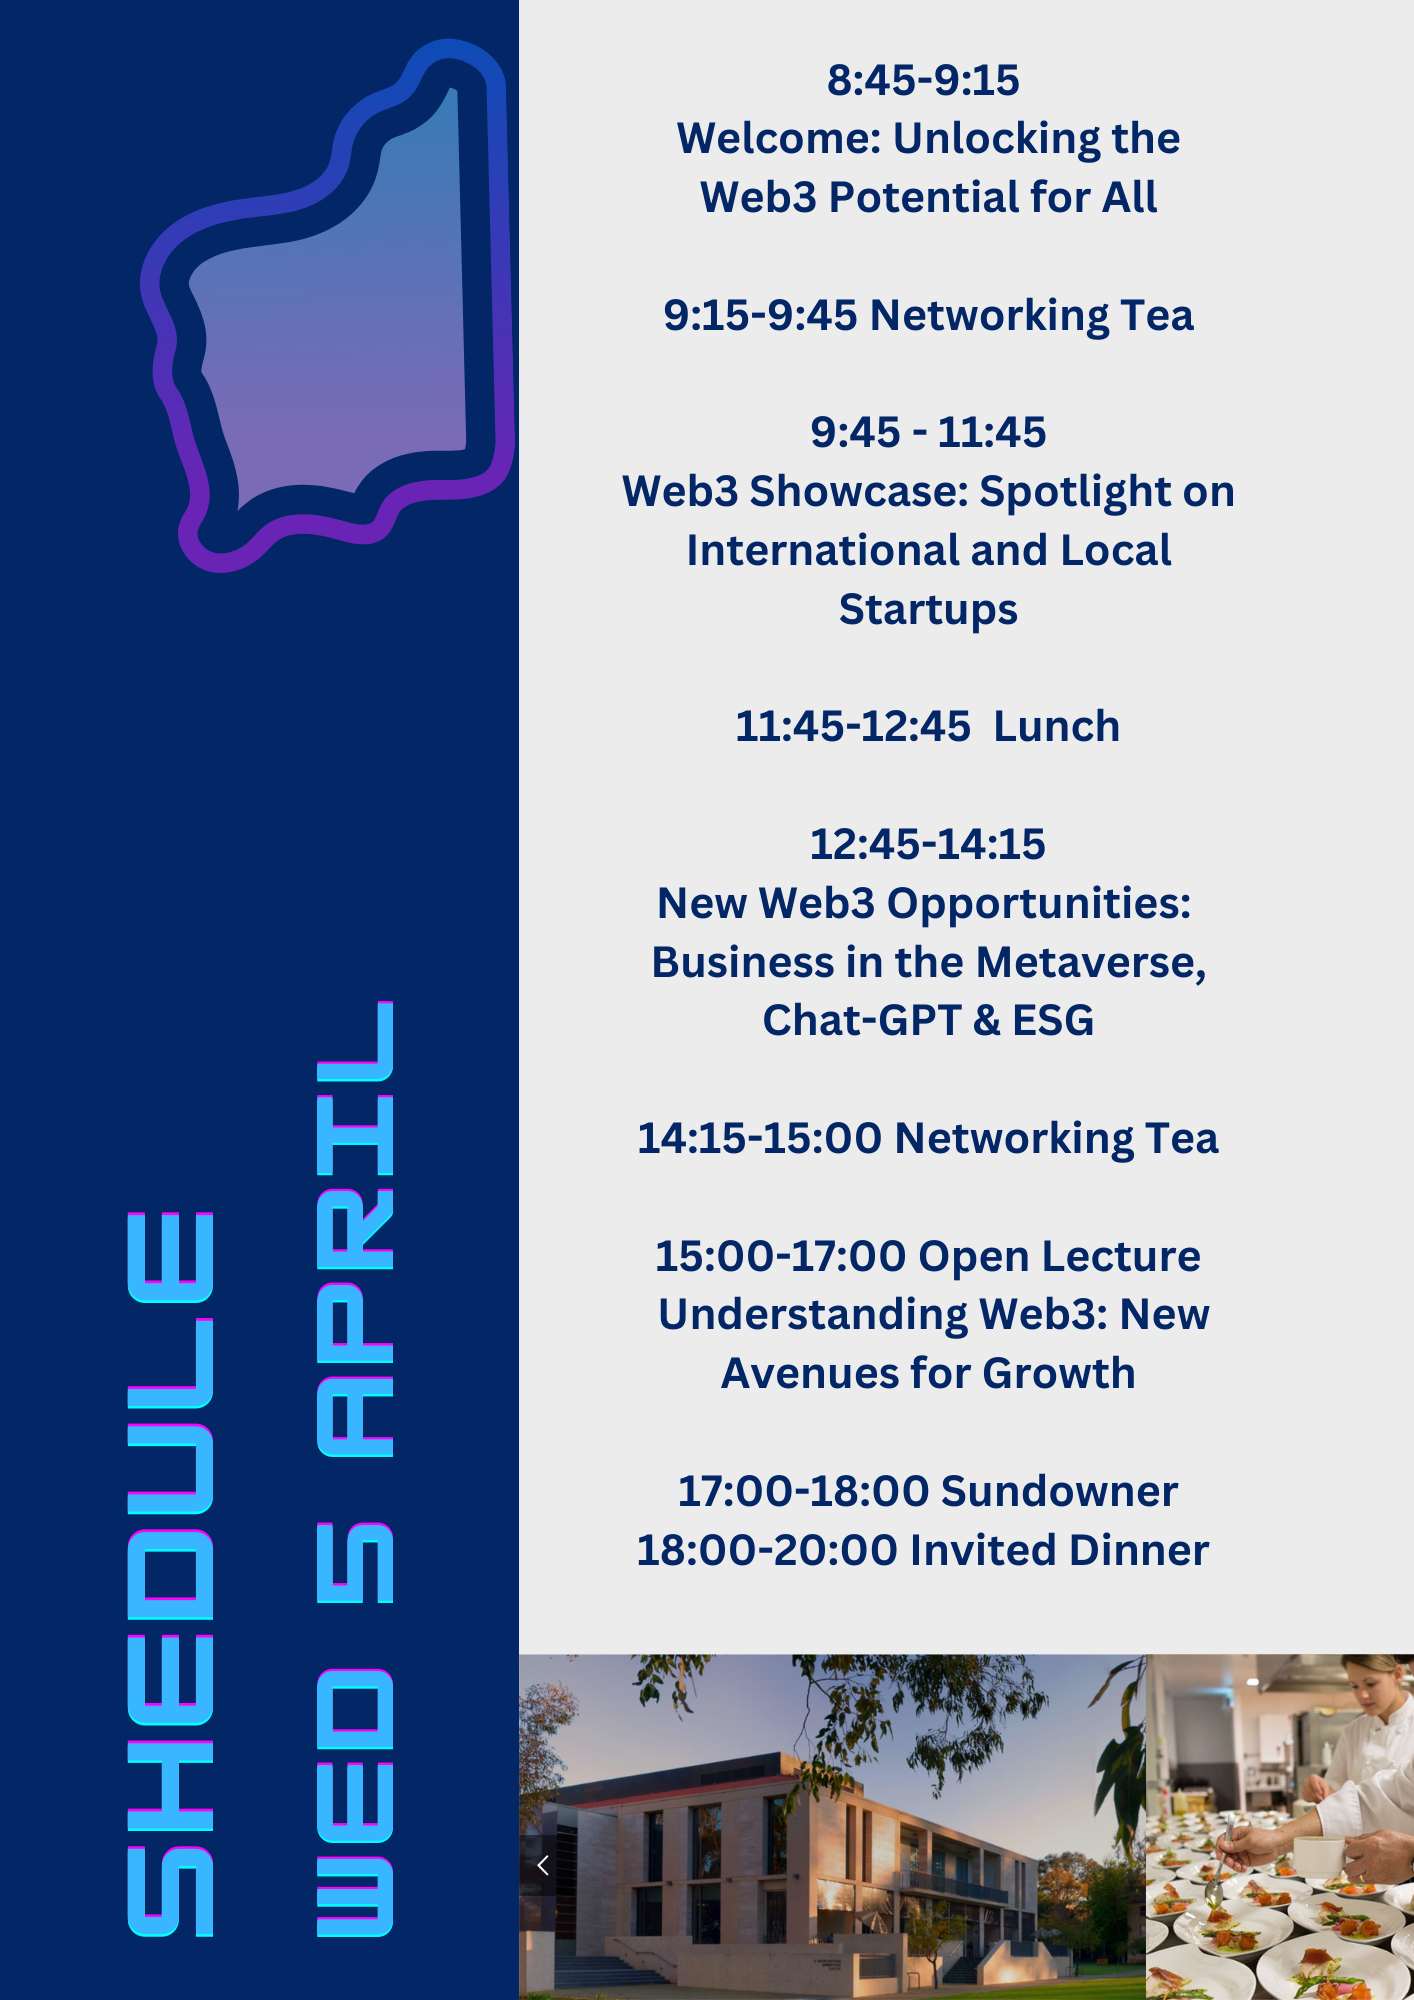 SHEDULE
WED 5 APRIL
8:45-9:15
Welcome: Unlocking the
Web3 Potential for All
9:15-9:45 Networking Tea
9:45 - 11:45
Web3 Showcase: Spotlight on
International and Local
Startups
11:45-12:45 Lunch
12:45-14:15
New Web3 Opportunities:
Business in the Metaverse,
Chat-GPT & ESG
14:15-15:00 Networking Tea
15:00-17:00 Open Lecture
Understanding Web3: New
Avenues for Growth
17:00-18:00 Sundowner
18:00-20:00 Invited Dinner